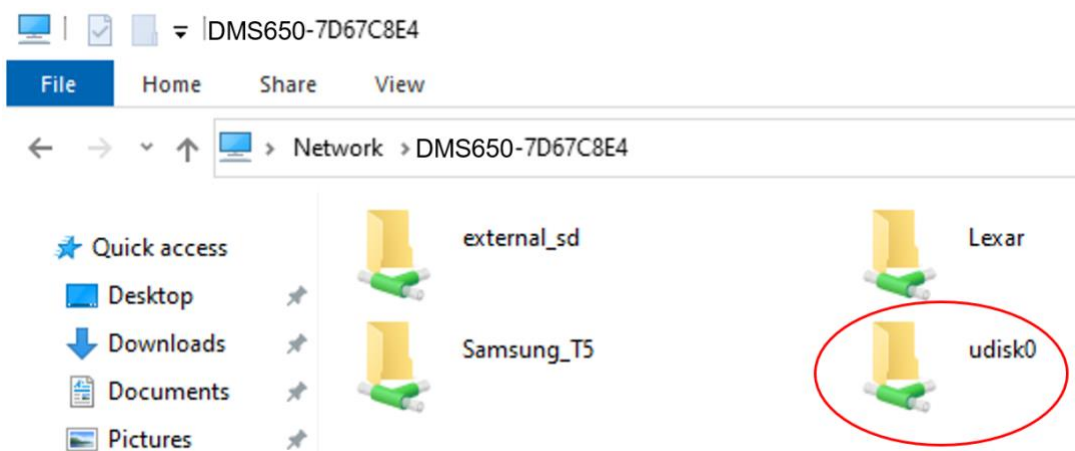 DMS650-7D67C8E4
File Home Share View
Network > DMS650-7D67C8E4
Quick access
Desktop
Downloads
Documents
Pictures
external_sd
Lexar
Samsung_T5
udisk0